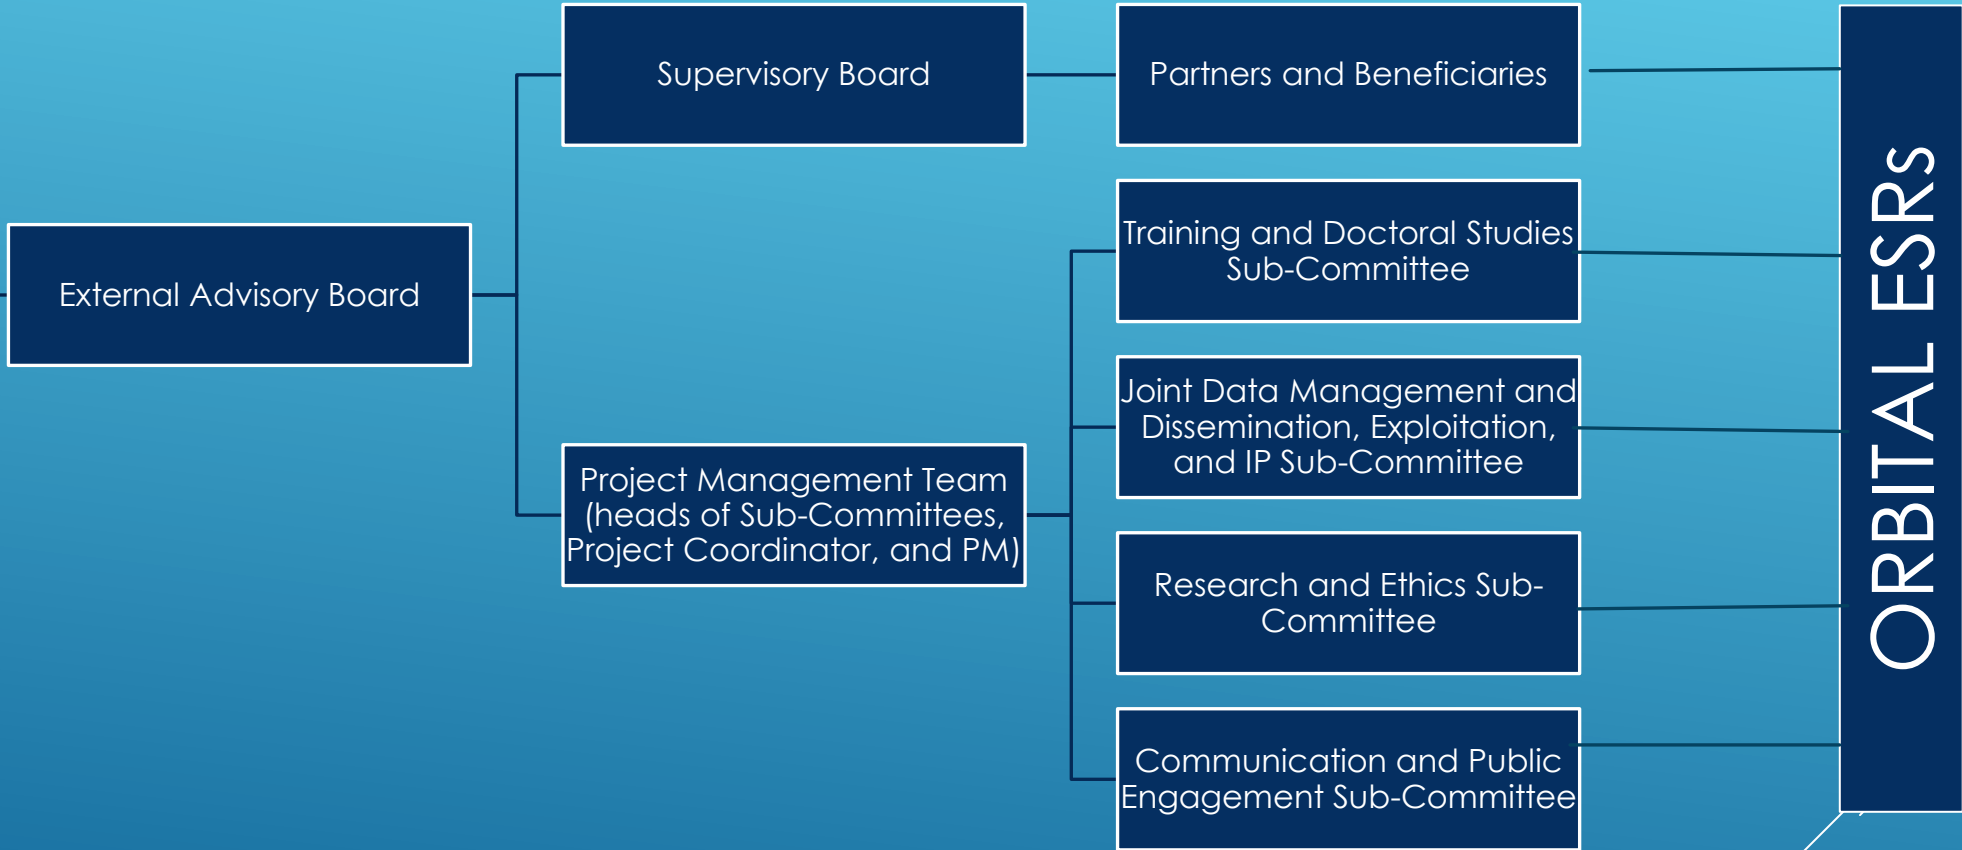 External Advisory Board
Supervisory Board
Project Management Team
(heads of Sub-Committees,
Project Coordinator, and PM)
Partners and Beneficiaries
Training and Doctoral Studies
Sub-Committee
Joint Data Management and
Dissemination, Exploitation,
and IP Sub-Committee
Research and Ethics Sub-
Committee
Communication and Public
Engagement Sub-Committee
ORBITAL ESRs